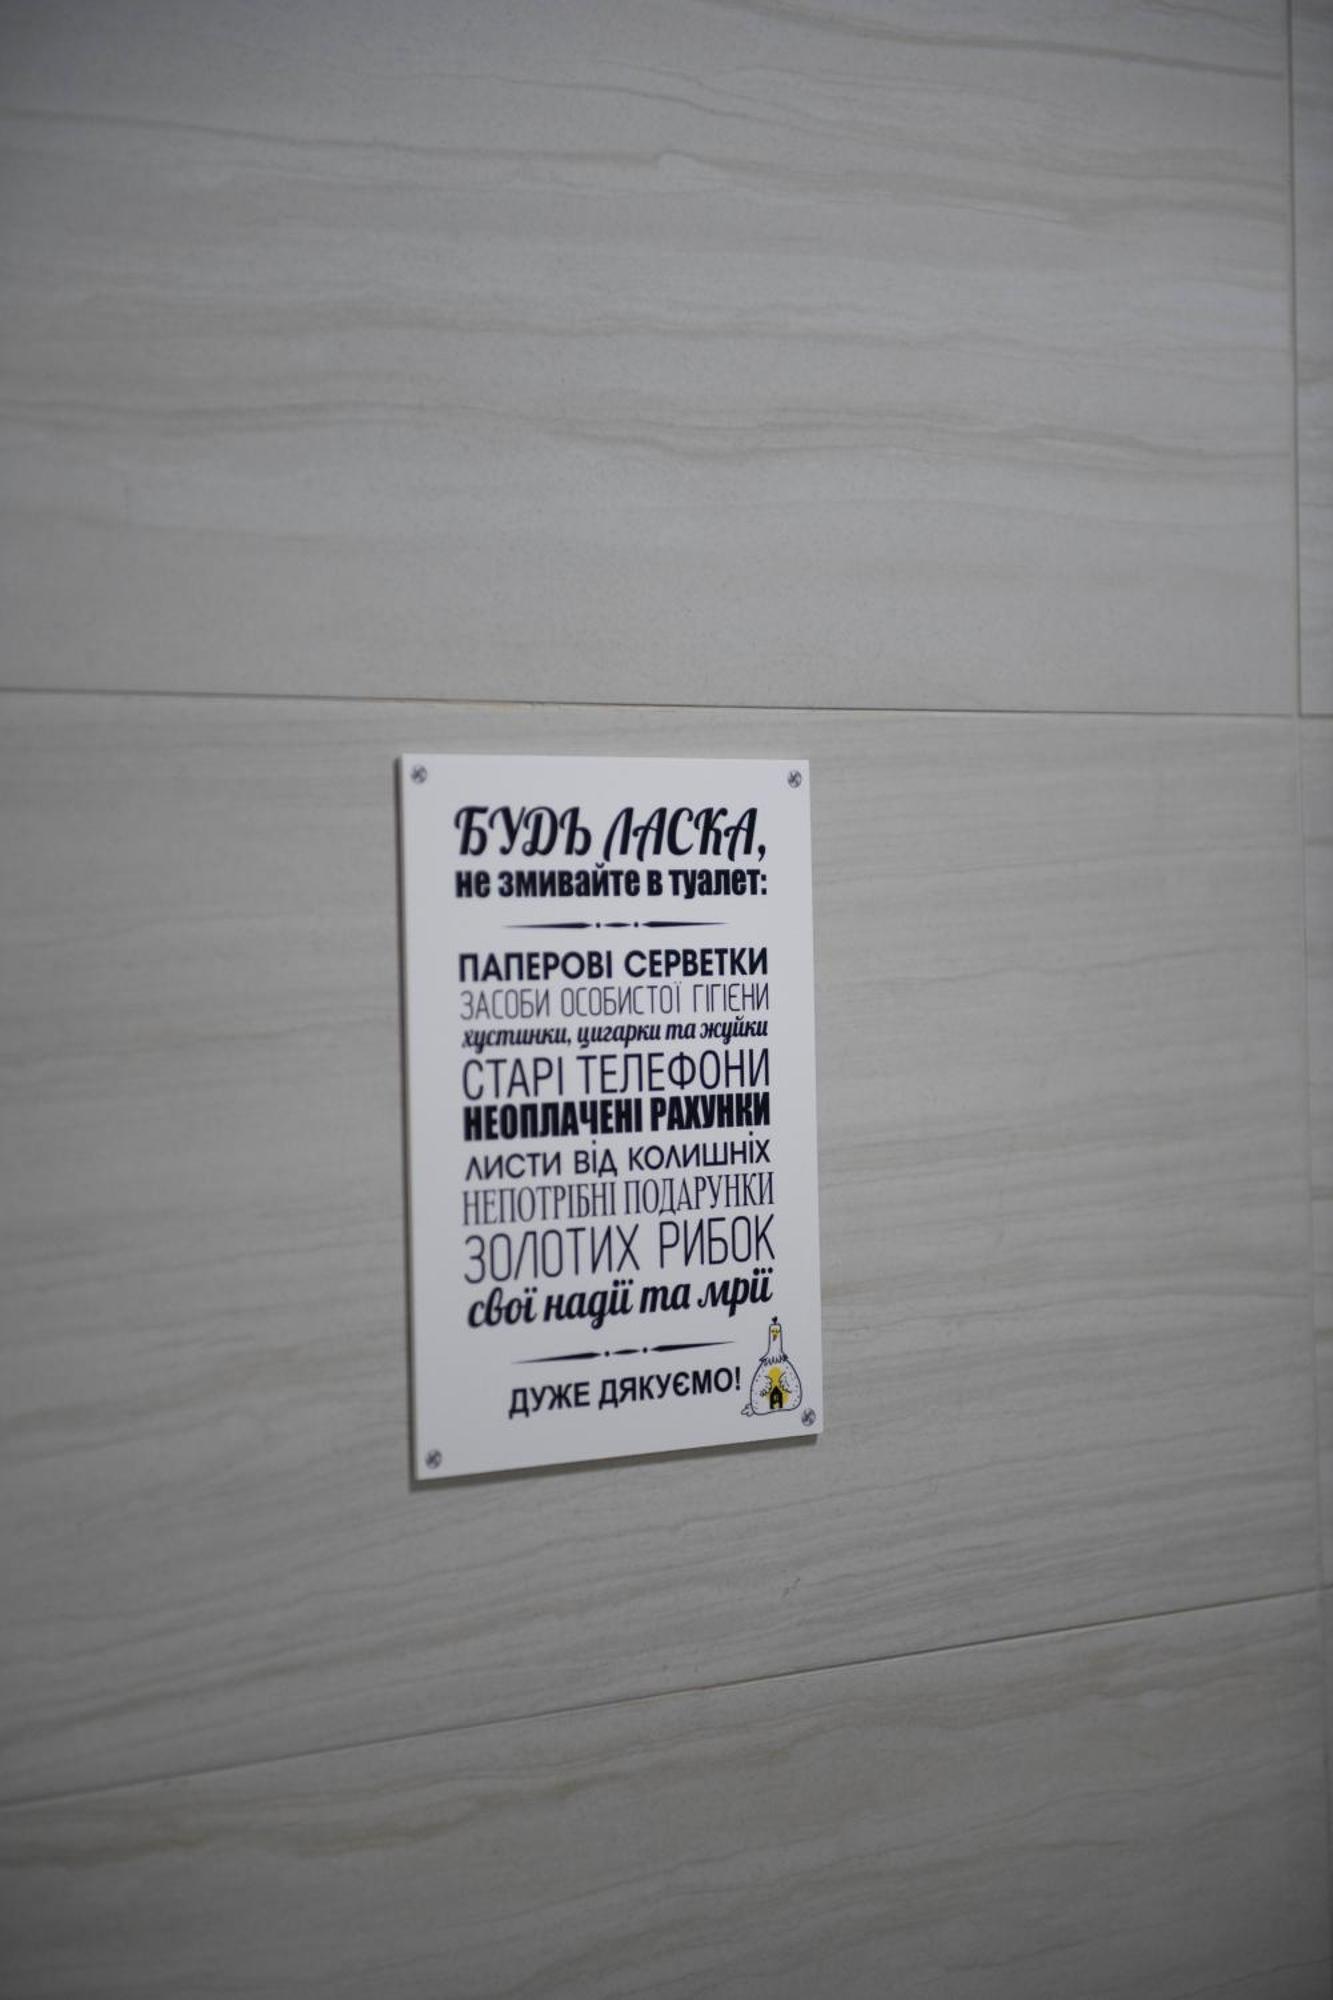 БУДЬ ЛАСКА,
не змивайте в туалет:
ПАПЕРОВІ СЕРВЕТКИ
ЗАСОБИ ОСОБИСТОЇ ГІГІЄНИ
хустинки, цигарки та жуйки
СТАРІ ТЕЛЕФОНИ
НЕОПЛАЧЕНІ РАХУНКИ
ЛИСТИ ВІД КОЛИШНІХ
НЕПОТРІБНІ ПОДАРУНКИ
ЗОЛОТИХ РИБОК
свої надії та мрії
ДУЖЕ ДЯКУЄМО!